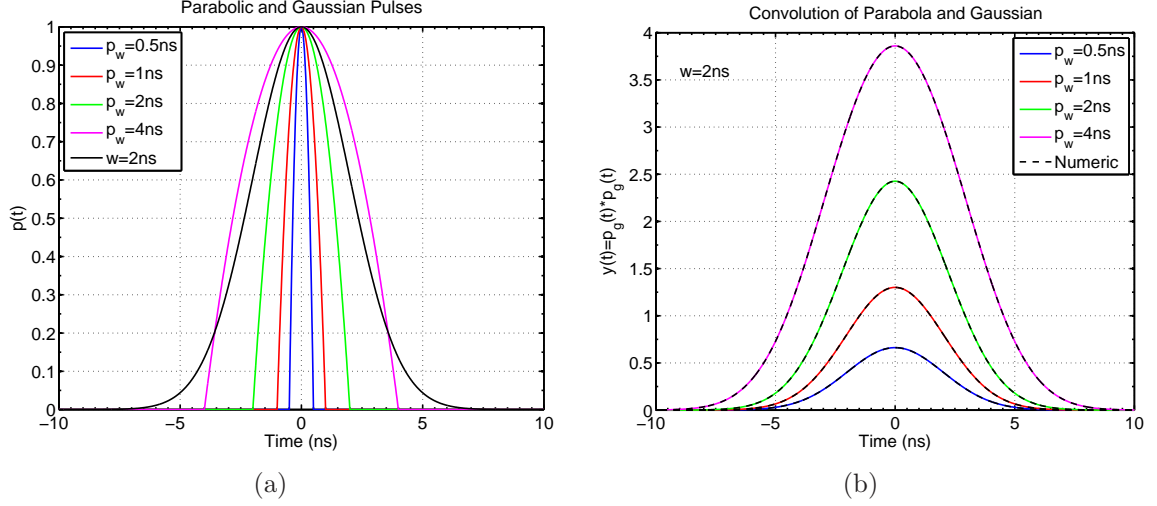 Parabolic and Gaussian Pulses
p_w=0.5ns
p_w=1ns
p_w=2ns
p_w=4ns
w=2ns
p(t)
1
0.9
0.8
0.7
0.6
0.5
0.4
0.3
0.2
0.1
0
−10
−5
0
5
10
Time (ns)
(a)
Convolution of Parabola and Gaussian
w=2ns
p_w=0.5ns
p_w=1ns
p_w=2ns
p_w=4ns
Numeric
y(t)=p_g(t)*p_g(t)
4
3.5
3
2.5
2
1.5
1
0.5
0
−10
−5
0
5
10
Time (ns)
(b)